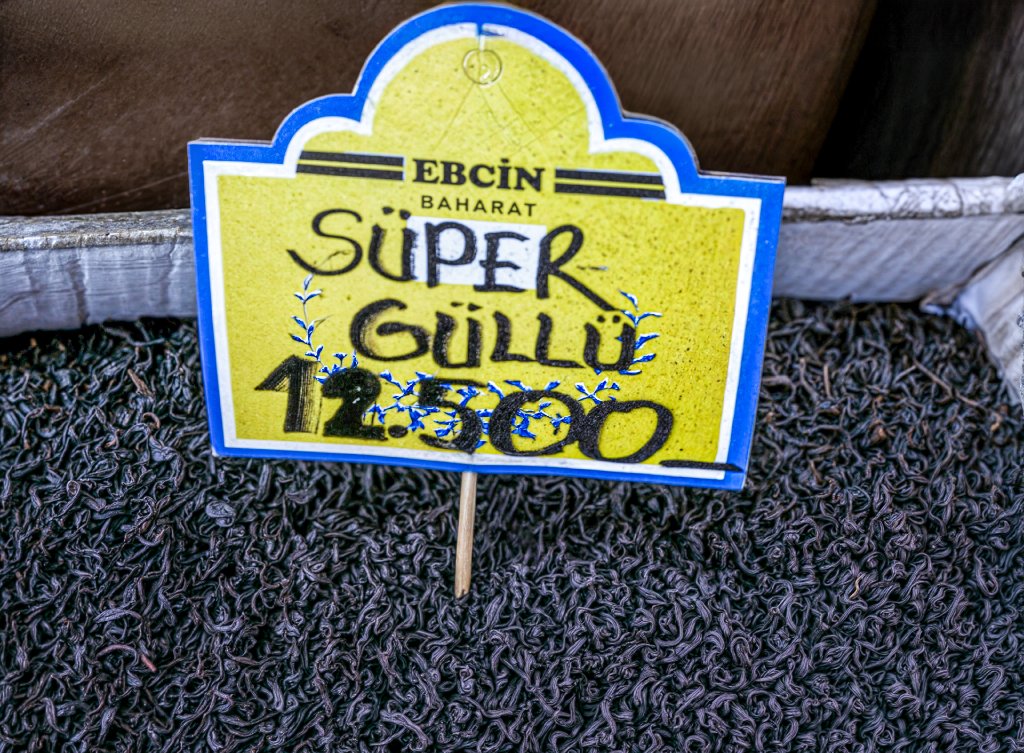 EBCİN
BAHARAT
SÜPER
GÜLLÜ
12.500